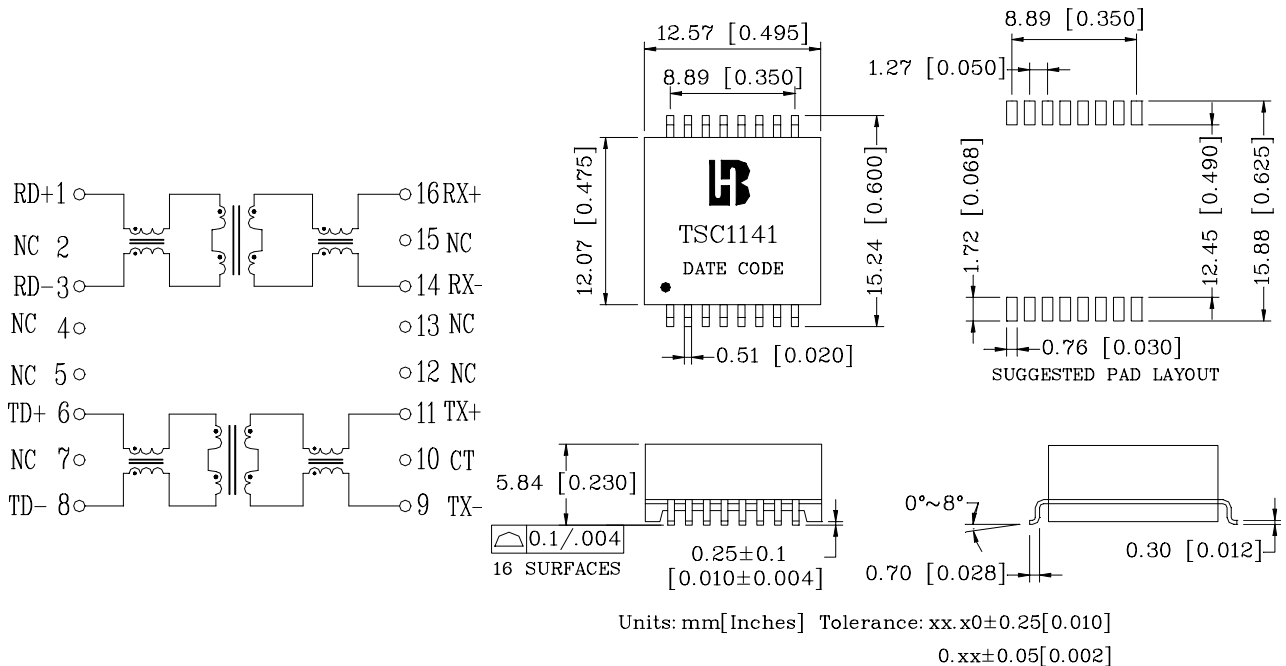 RD+1
NC 2
RD-3
NC 4
NC 5
TD+ 6
NC 7
TD- 8
16 RX+
15 NC
14 RX-
13 NC
12 NC
11 TX+
10 CT
9 TX-
12.57 [0.495]
8.89 [0.350]
12.07 [0.475]
15.24 [0.600]
TSC1141
DATE CODE
0.51 [0.020]
8.89 [0.350]
1.27 [0.050]
1.72 [0.068]
12.45 [0.490]
15.88 [0.625]
0.76 [0.030]
SUGGESTED PAD LAYOUT
5.84 [0.230]
0.1/.004
16 SURFACES
0.25±0.1
[0.010±0.004]
0°~8°
0.70 [0.028]
0.30 [0.012]
Units: mm[Inches] Tolerance: xx.x0±0.25[0.010]
0.xx±0.05[0.002]